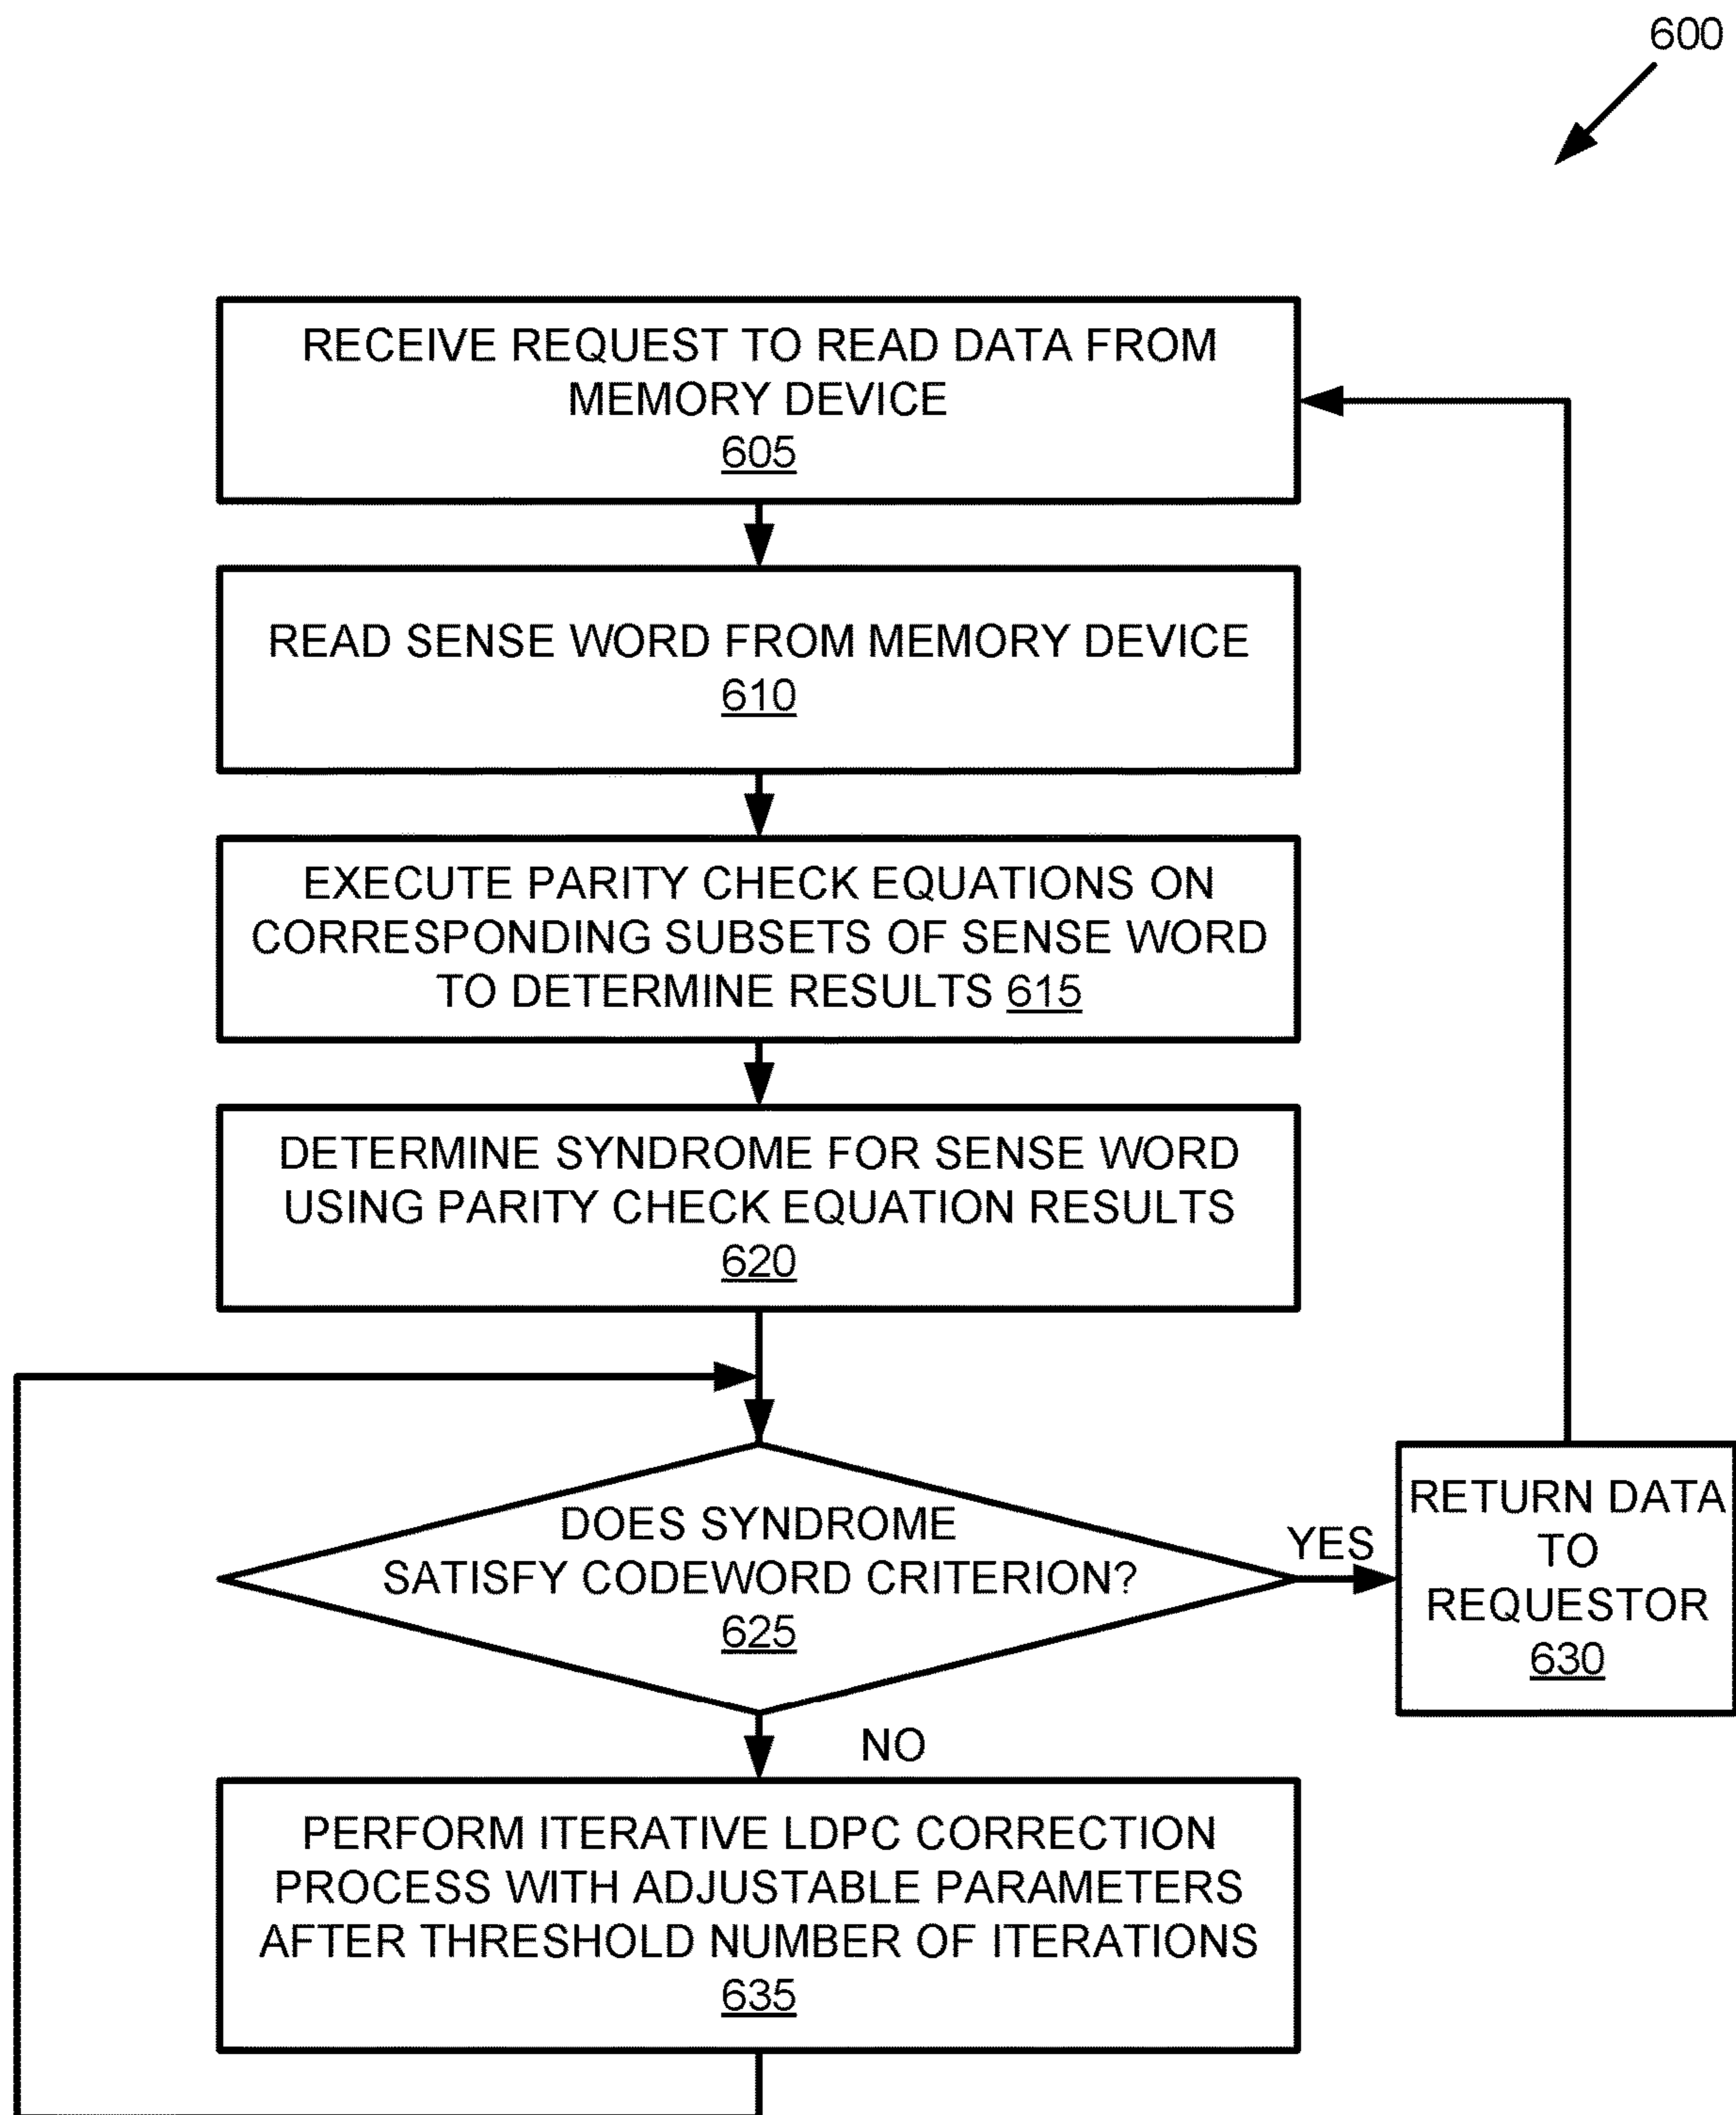 600
RECEIVE REQUEST TO READ DATA FROM
MEMORY DEVICE
605
READ SENSE WORD FROM MEMORY DEVICE
610
EXECUTE PARITY CHECK EQUATIONS ON
CORRESPONDING SUBSETS OF SENSE WORD
TO DETERMINE RESULTS 615
DETERMINE SYNDROME FOR SENSE WORD
USING PARITY CHECK EQUATION RESULTS
620
DOES SYNDROME
SATISFY CODEWORD CRITERION?
625
YES
RETURN DATA
TO
REQUESTOR
630
NO
PERFORM ITERATIVE LDPC CORRECTION
PROCESS WITH ADJUSTABLE PARAMETERS
AFTER THRESHOLD NUMBER OF ITERATIONS
635